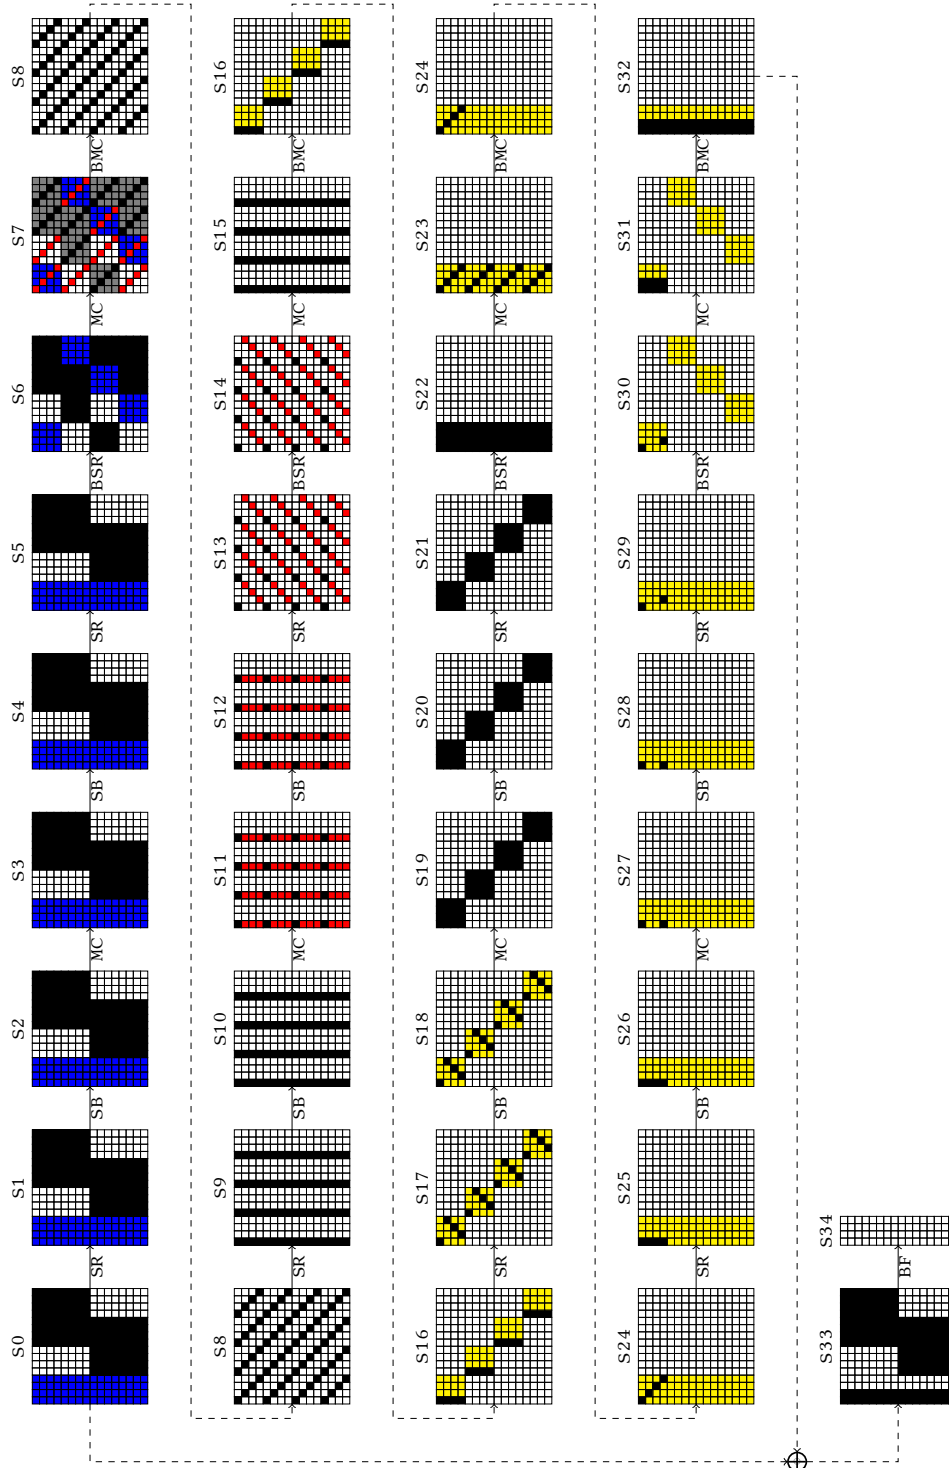 S0 S1 S2 S3 S4 S5 S6 S7 S8
SR SB MC SB SR BSR MC BMC
S8 S9 S10 S11 S12 S13 S14 S15 S16
SR SB MC SB SR BSR MC BMC
S16 S17 S18 S19 S20 S21 S22 S23 S24
SR SB MC SB SR BSR MC BMC
S24 S25 S26 S27 S28 S29 S30 S31 S32
SR SB MC SB SR BSR MC BMC
S33 S34
BF